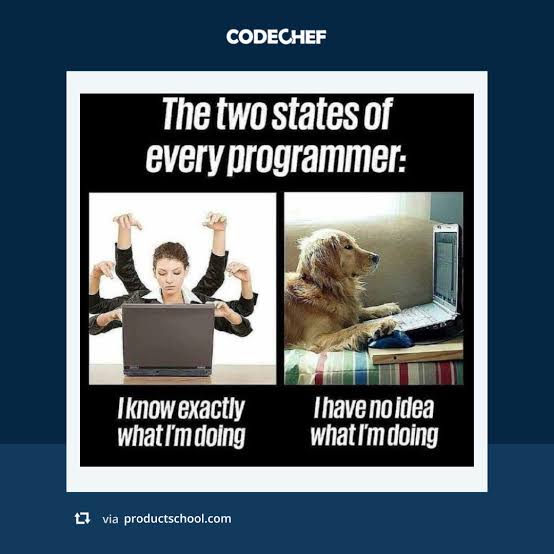 CODECHEF
The two states of
every programmer:
I know exactly
what I'm doing
I have no idea
what I'm doing
via productschool.com